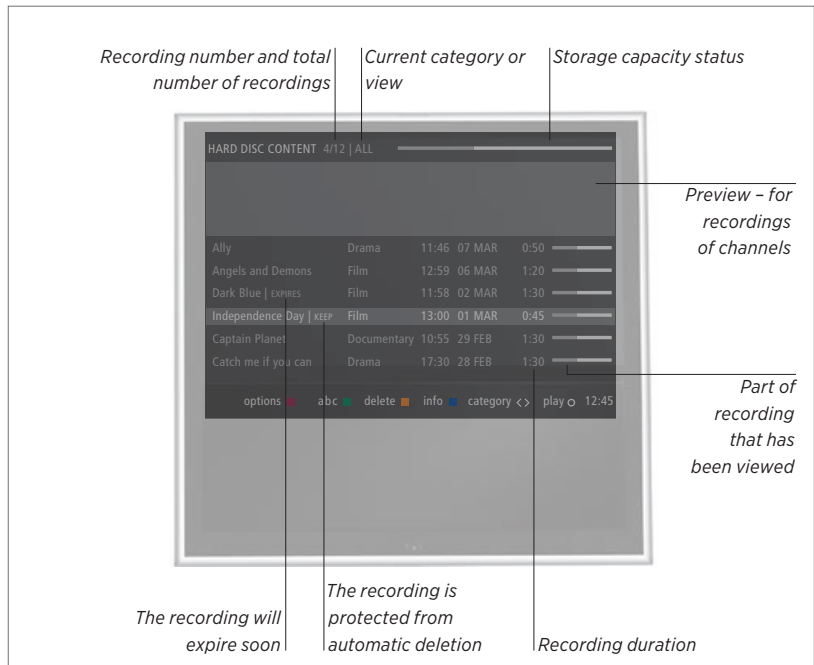 Recording number and total
number of recordings
Current category or
view
Storage capacity status
HARD DISC CONTENT 4/12 | ALL
Preview – for
recordings
of channels
Ally Drama 11:46 07 MAR 0:50
Angels and Demons Film 12:59 06 MAR 1:20
Dark Blue | EXPIRES Film 11:58 02 MAR 1:30
Independence Day | KEEP Film 13:00 01 MAR 0:45
Captain Planet Documentary 10:55 29 FEB 1:30
Catch me if you can Drama 17:30 28 FEB 1:30
options abc delete info category <> play 12:45
Part of
recording
that has
been viewed
The recording will
expire soon
The recording is
protected from
automatic deletion
Recording duration